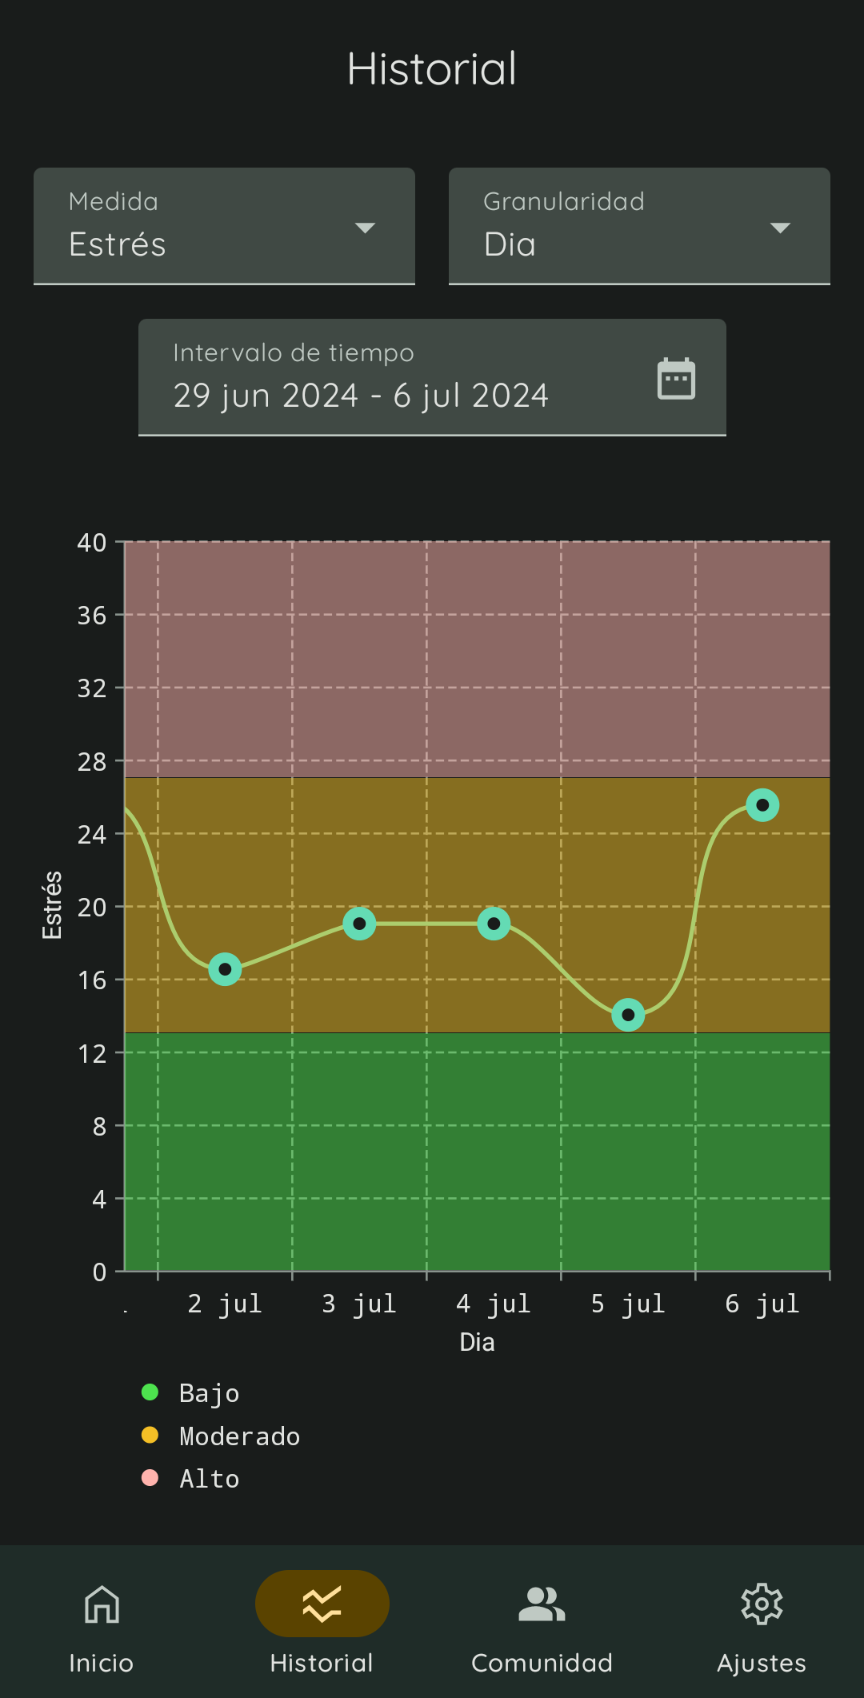 Historial
Medida
Estrés
Granularidad
Dia
Intervalo de tiempo
29 jun 2024 - 6 jul 2024
40
36
32
28
24
20
16
12
8
4
0
Estrés
2 jul 3 jul 4 jul 5 jul 6 jul
Dia
Bajo
Moderado
Alto
Inicio Historial Comunidad Ajustes